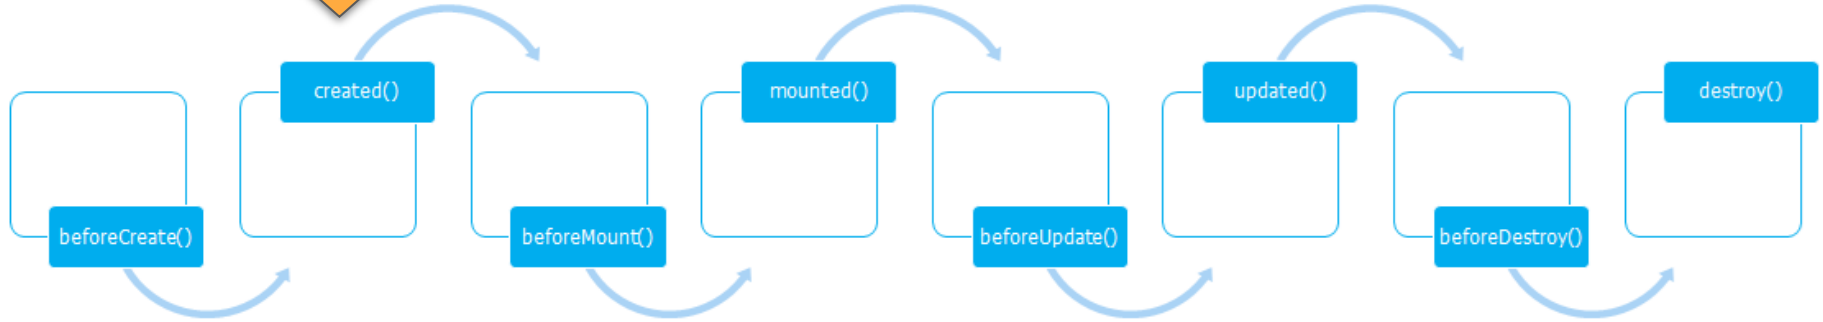 beforeCreate()
created()
beforeMount()
mounted()
beforeUpdate()
updated()
beforeDestroy()
destroy()